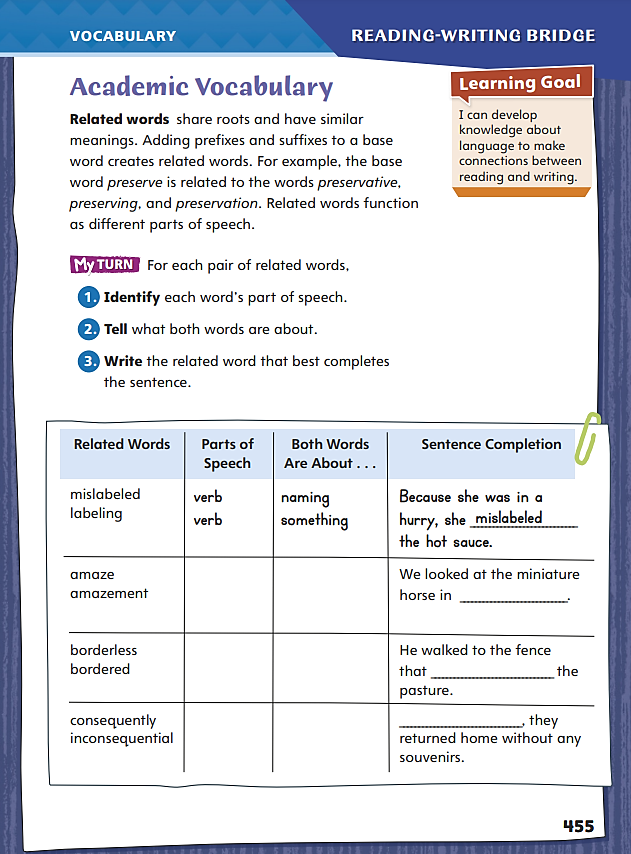 VOCABULARY
READING-WRITING BRIDGE
Academic Vocabulary
Related words share roots and have similar
meanings. Adding prefixes and suffixes to a base
word creates related words. For example, the base
word preserve is related to the words preservative,
preserving, and preservation. Related words function
as different parts of speech.
Learning Goal
I can develop
knowledge about
language to make
connections between
reading and writing.
My TURN For each pair of related words,
1. Identify each word's part of speech.
2. Tell what both words are about.
3. Write the related word that best completes
the sentence.
Related Words
Parts of
Speech
Both Words
Are About . . .
Sentence Completion
mislabeled
labeling
verb
verb
naming
something
Because she was in a
hurry, she mislabeled
the hot sauce.
amaze
amazement
We looked at the miniature
horse in ____________.
borderless
bordered
He walked to the fence
that ____________ the
pasture.
consequently
inconsequential
____________, they
returned home without any
souvenirs.
455